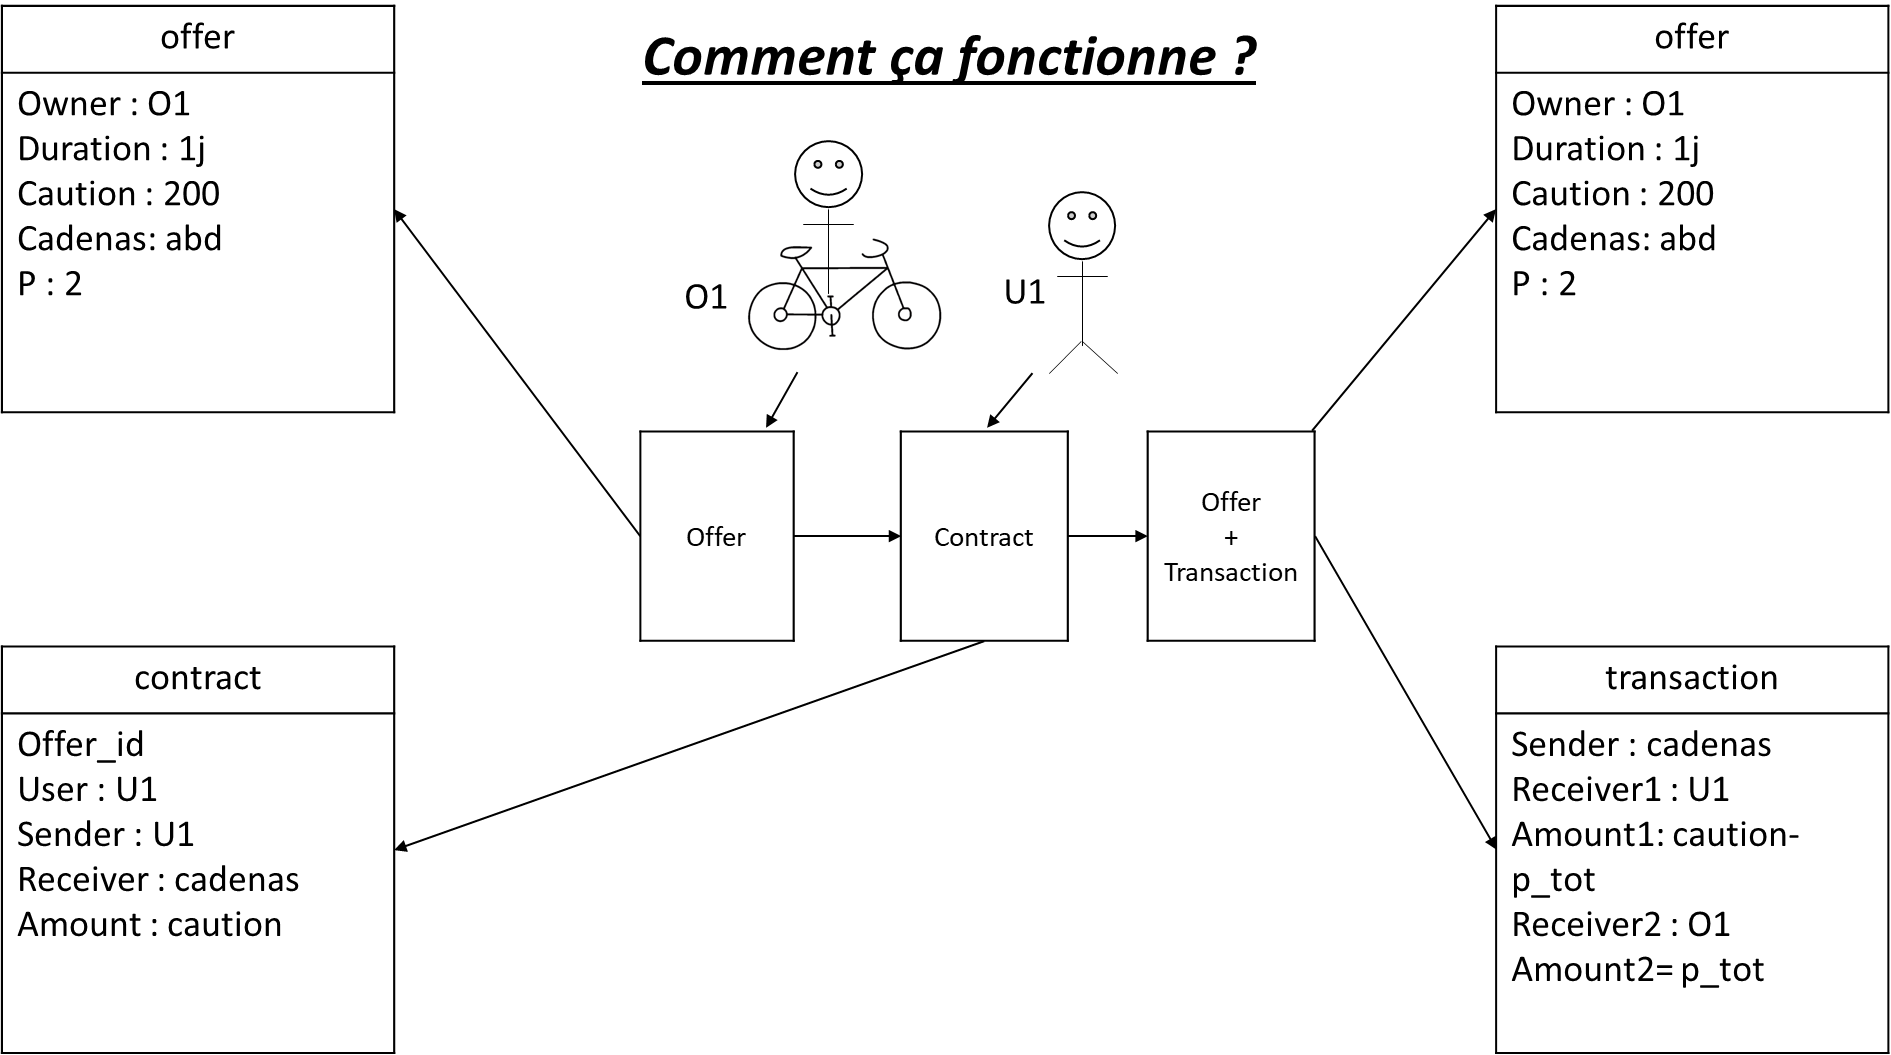 Comment ça fonctionne ?
offer
Owner : O1
Duration : 1j
Caution : 200
Cadenas: abd
P : 2
offer
Owner : O1
Duration : 1j
Caution : 200
Cadenas: abd
P : 2
O1
U1
Offer
Contract
Offer
+
Transaction
contract
Offer_id
User : U1
Sender : U1
Receiver : cadenas
Amount : caution
transaction
Sender : cadenas
Receiver1 : U1
Amount1: caution-
p_tot
Receiver2 : O1
Amount2= p_tot